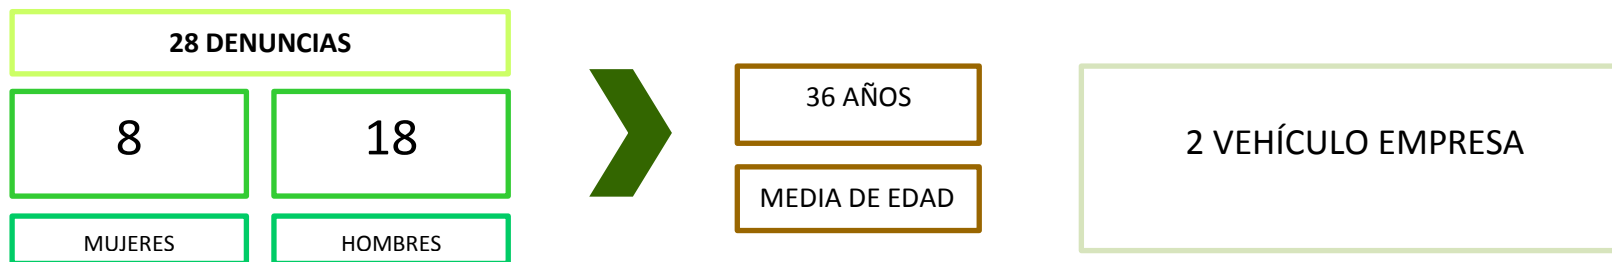 28 DENUNCIAS
8
18
MUJERES
HOMBRES
36 AÑOS
MEDIA DE EDAD
2 VEHÍCULO EMPRESA